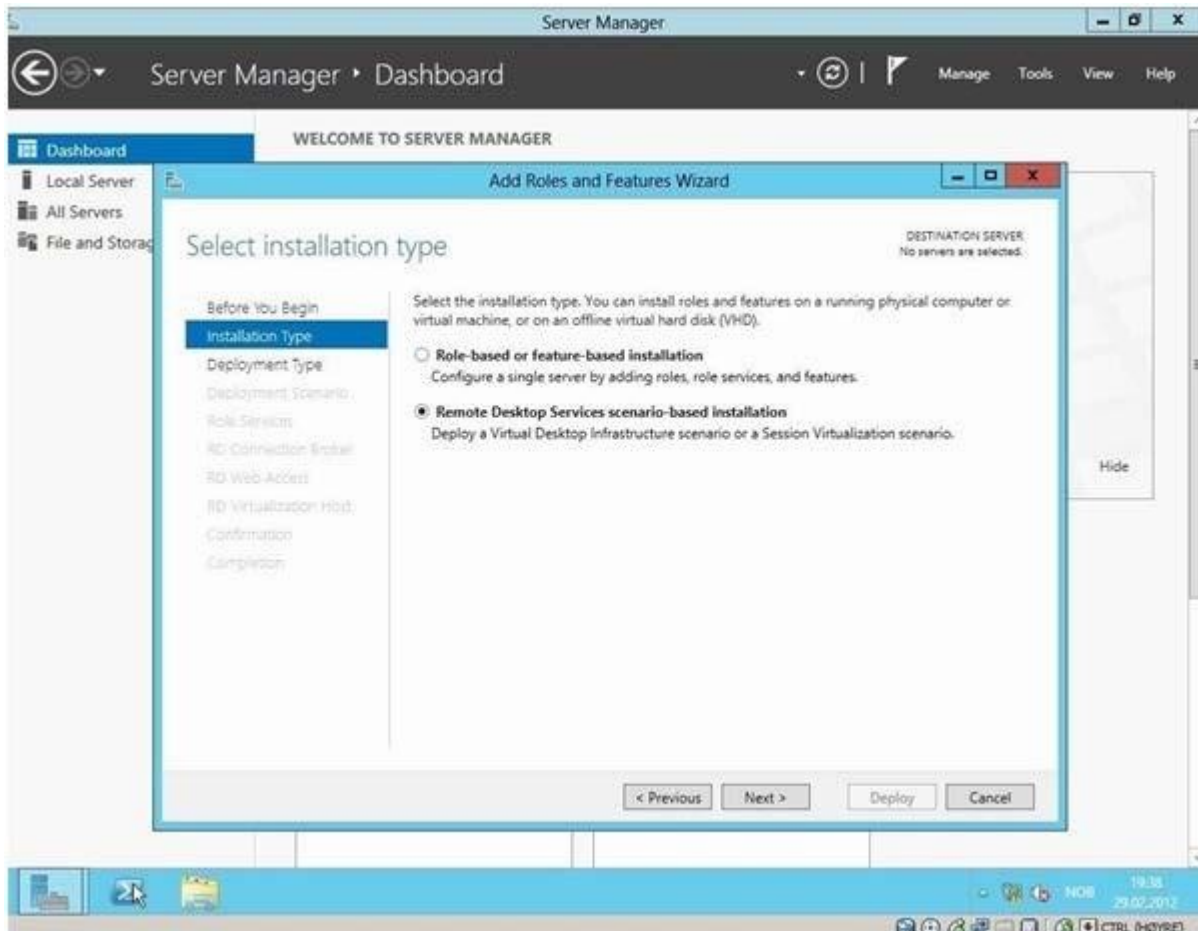 Server Manager
Server Manager • Dashboard
Manage Tools View Help
WELCOME TO SERVER MANAGER
Dashboard
Local Server
All Servers
File and Storag
Add Roles and Features Wizard
Select installation type
DESTINATION SERVER
No servers are selected.
Before You Begin
Installation Type
Deployment Type
Deployment Scenario
Role Services
RD Connection Broker
RD Web Access
RD Virtualization Host
Confirmation
Completion
Select the installation type. You can install roles and features on a running physical computer or
virtual machine, or on an offline virtual hard disk (VHD).
Role-based or feature-based installation
Configure a single server by adding roles, role services, and features.
Remote Desktop Services scenario-based installation
Deploy a Virtual Desktop Infrastructure scenario or a Session Virtualization scenario.
Hide
< Previous Next > Deploy Cancel
NOB
19:38
29.02.2012
CTRL (HØYRE)